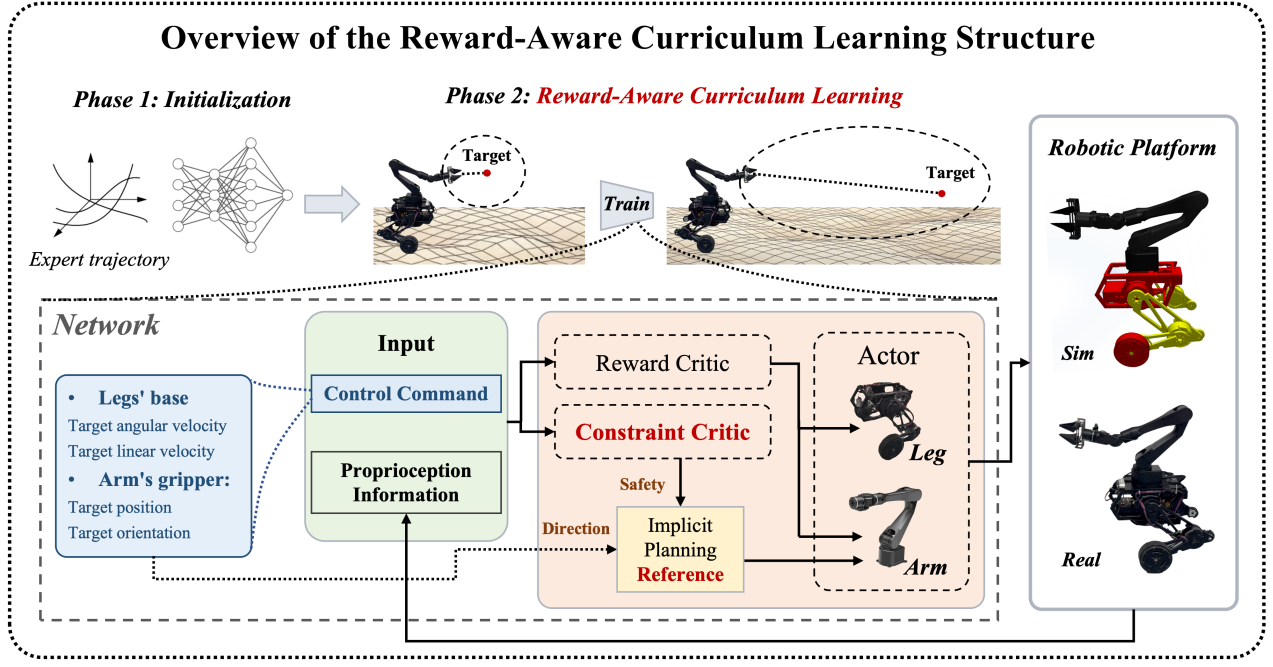 Overview of the Reward-Aware Curriculum Learning Structure
Phase 1: Initialization
Phase 2: Reward-Aware Curriculum Learning
Expert trajectory
Target
Train
Target
Robotic Platform
Sim
Real
Network
• Legs' base
Target angular velocity
Target linear velocity
• Arm's gripper:
Target position
Target orientation
Input
Control Command
Proprioception
Information
Reward Critic
Constraint Critic
Safety
Direction
Implicit
Planning
Reference
Actor
Leg
Arm